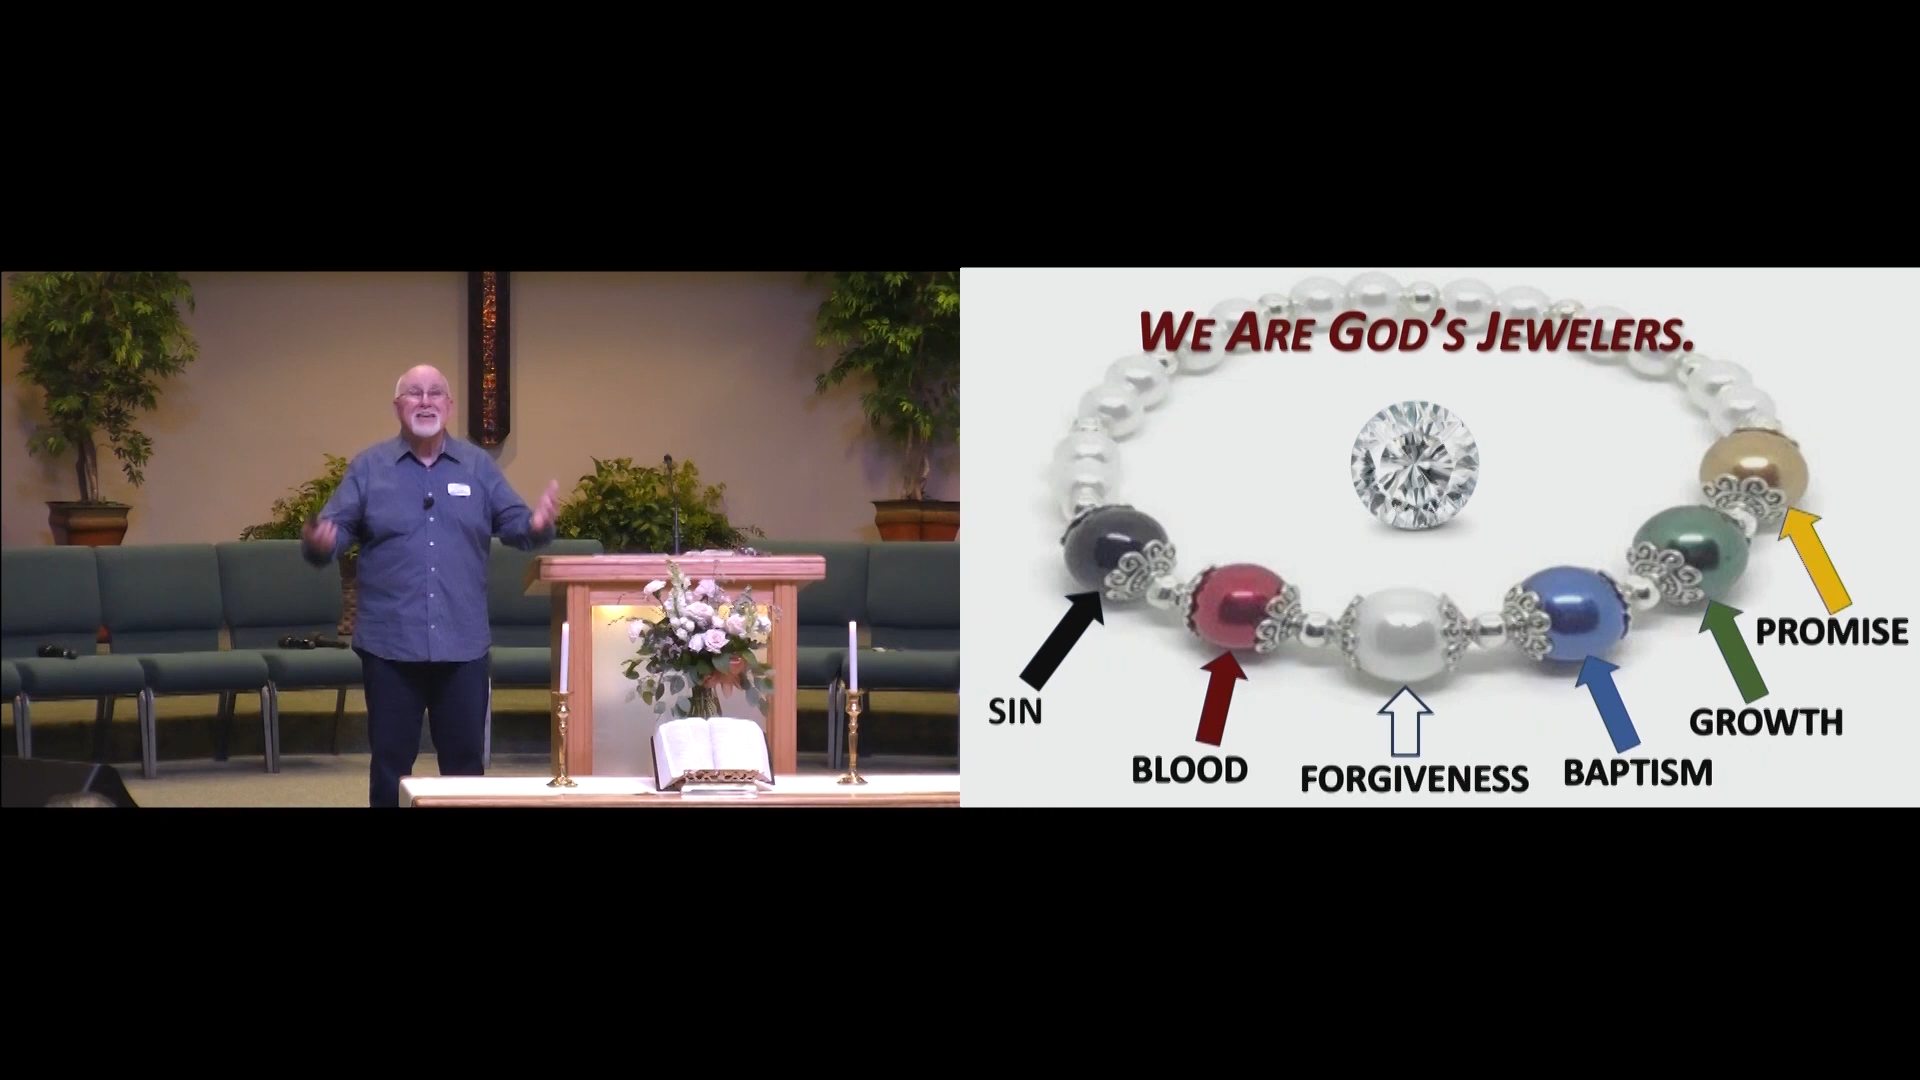 WE ARE GOD'S JEWELERS.
SIN
BLOOD
FORGIVENESS
BAPTISM
GROWTH
PROMISE